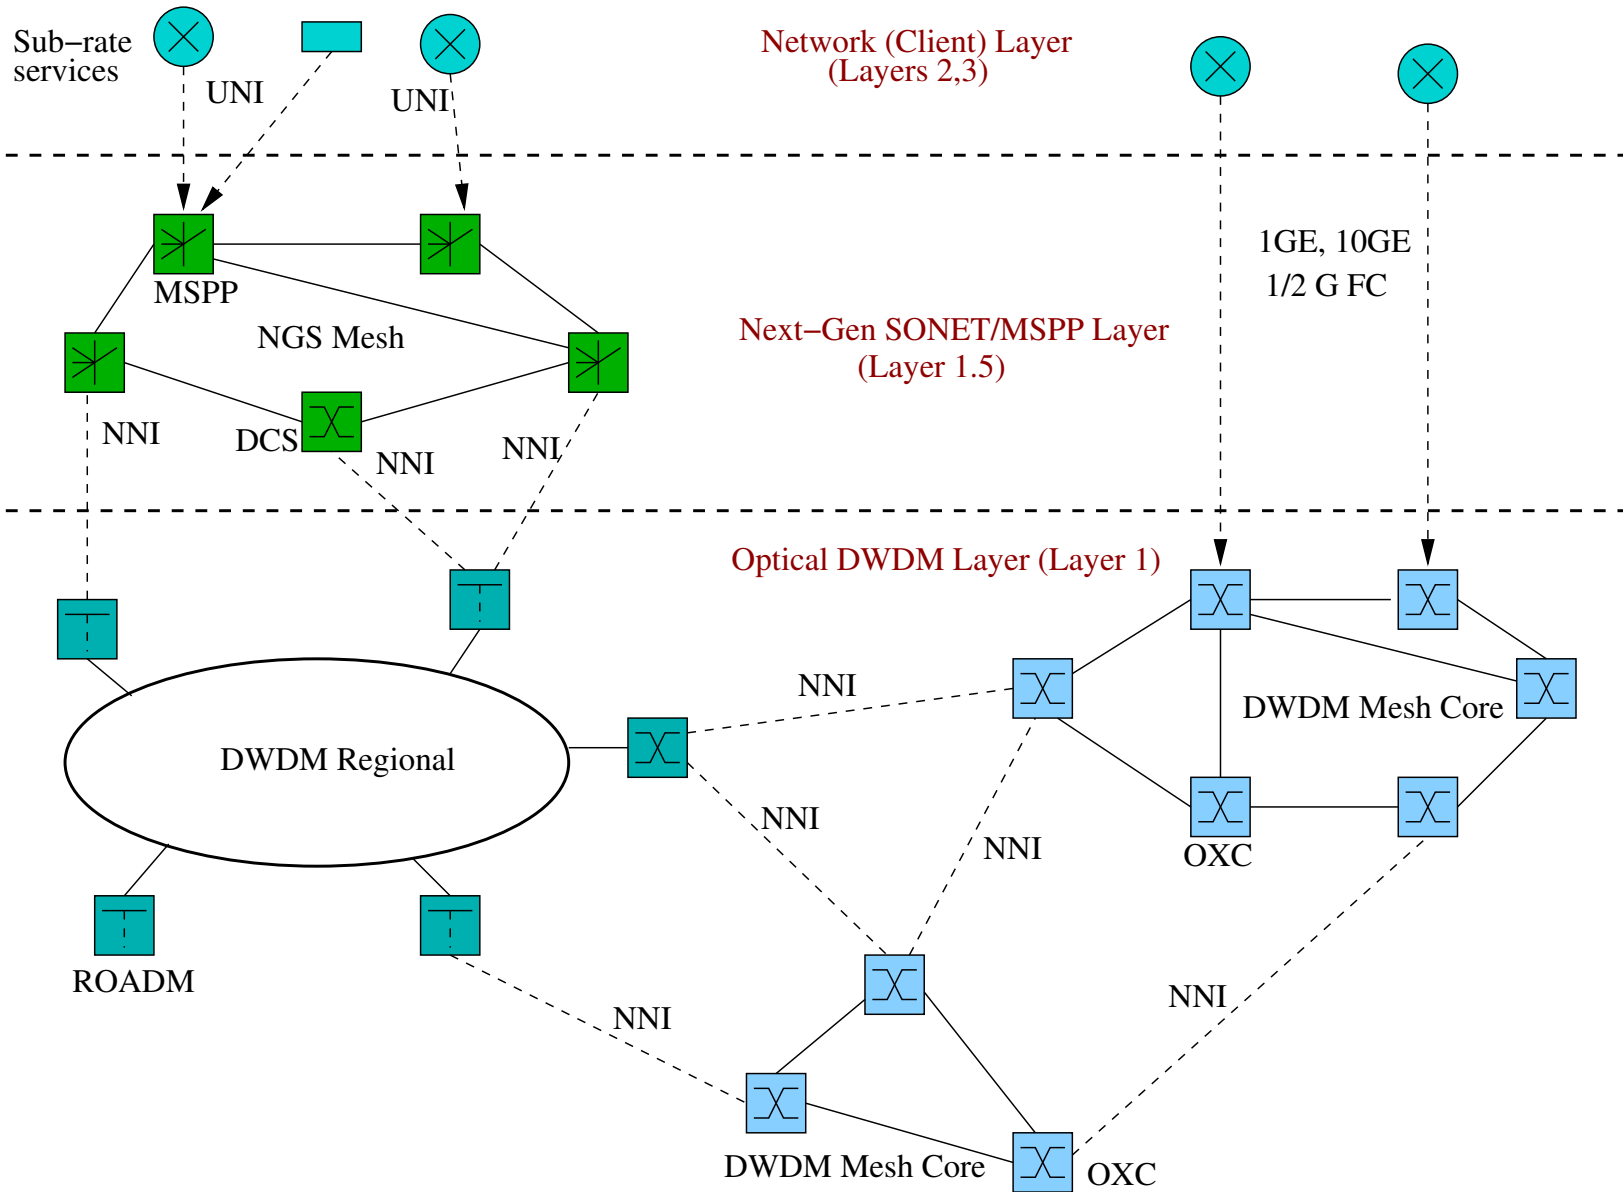 Sub−rate
services
UNI
UNI
Network (Client) Layer
(Layers 2,3)
1GE, 10GE
1/2 G FC
MSPP
NGS Mesh
Next−Gen SONET/MSPP Layer
(Layer 1.5)
NNI
DCS
NNI
NNI
Optical DWDM Layer (Layer 1)
NNI
DWDM Mesh Core
DWDM Regional
NNI
NNI
OXC
ROADM
NNI
NNI
DWDM Mesh Core
OXC